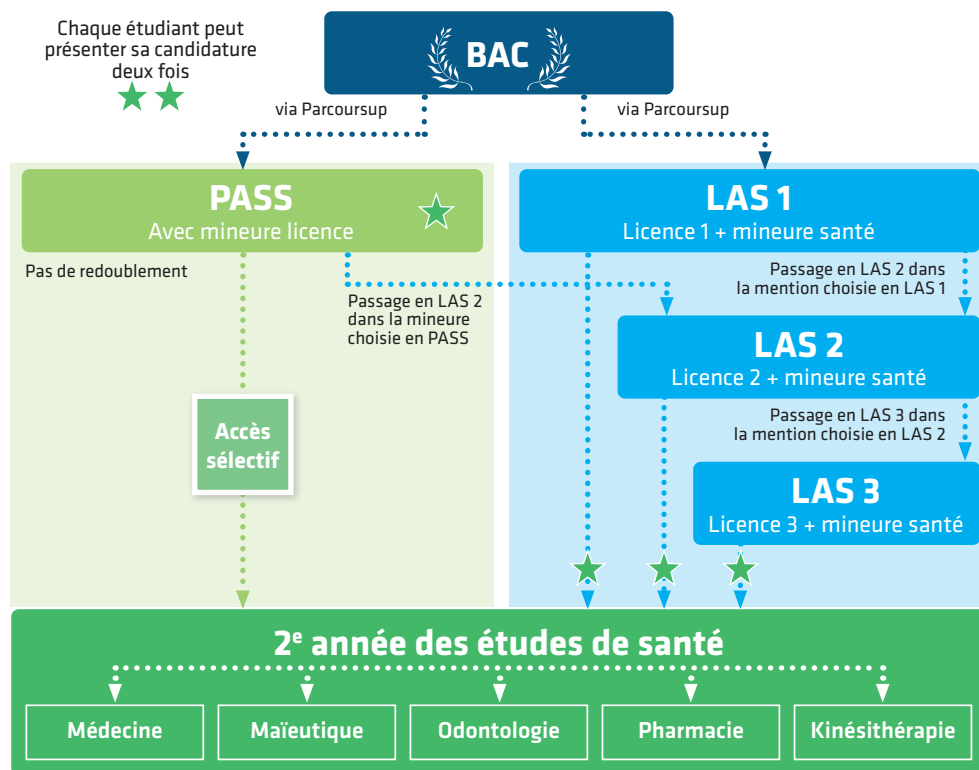 Chaque étudiant peut
présenter sa candidature
deux fois
BAC
via Parcoursup
via Parcoursup
PASS
Avec mineure licence
LAS 1
Licence 1 + mineure santé
Pas de redoublement
Passage en LAS 2
dans la mineure
choisie en PASS
Passage en LAS 2 dans
la mention choisie en LAS 1
LAS 2
Licence 2 + mineure santé
Accès
sélectif
Passage en LAS 3 dans
la mention choisie en LAS 2
LAS 3
Licence 3 + mineure santé
2e année des études de santé
Médecine
Maïeutique
Odontologie
Pharmacie
Kinésithérapie